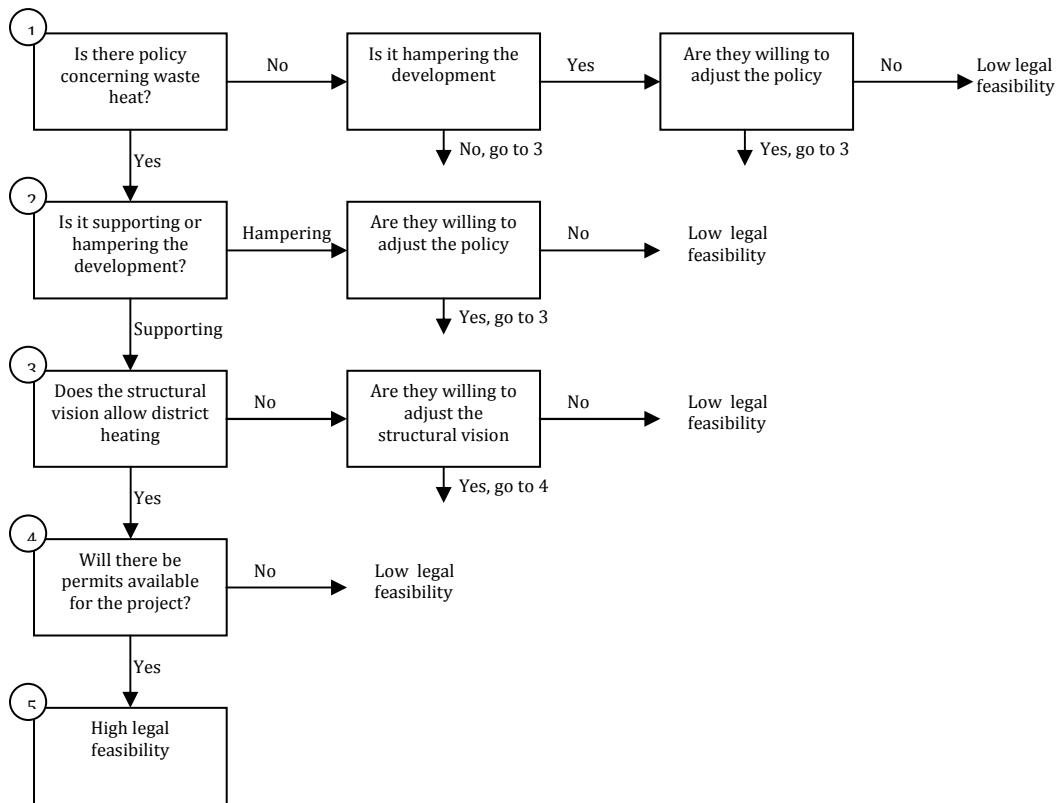 1
Is there policy
concerning waste
heat?
No
Is it hampering the
development
Yes
Are they willing to
adjust the policy
No
Low legal
feasibility
Yes
No, go to 3
Yes, go to 3
2
Is it supporting or
hampering the
development?
Hampering
Are they willing to
adjust the policy
No
Low legal
feasibility
Supporting
Yes, go to 3
3
Does the structural
vision allow district
heating
No
Are they willing to
adjust the
structural vision
No
Low legal
feasibility
Yes
Yes, go to 4
4
Will there be
permits available
for the project?
No
Low legal
feasibility
Yes
5
High legal
feasibility